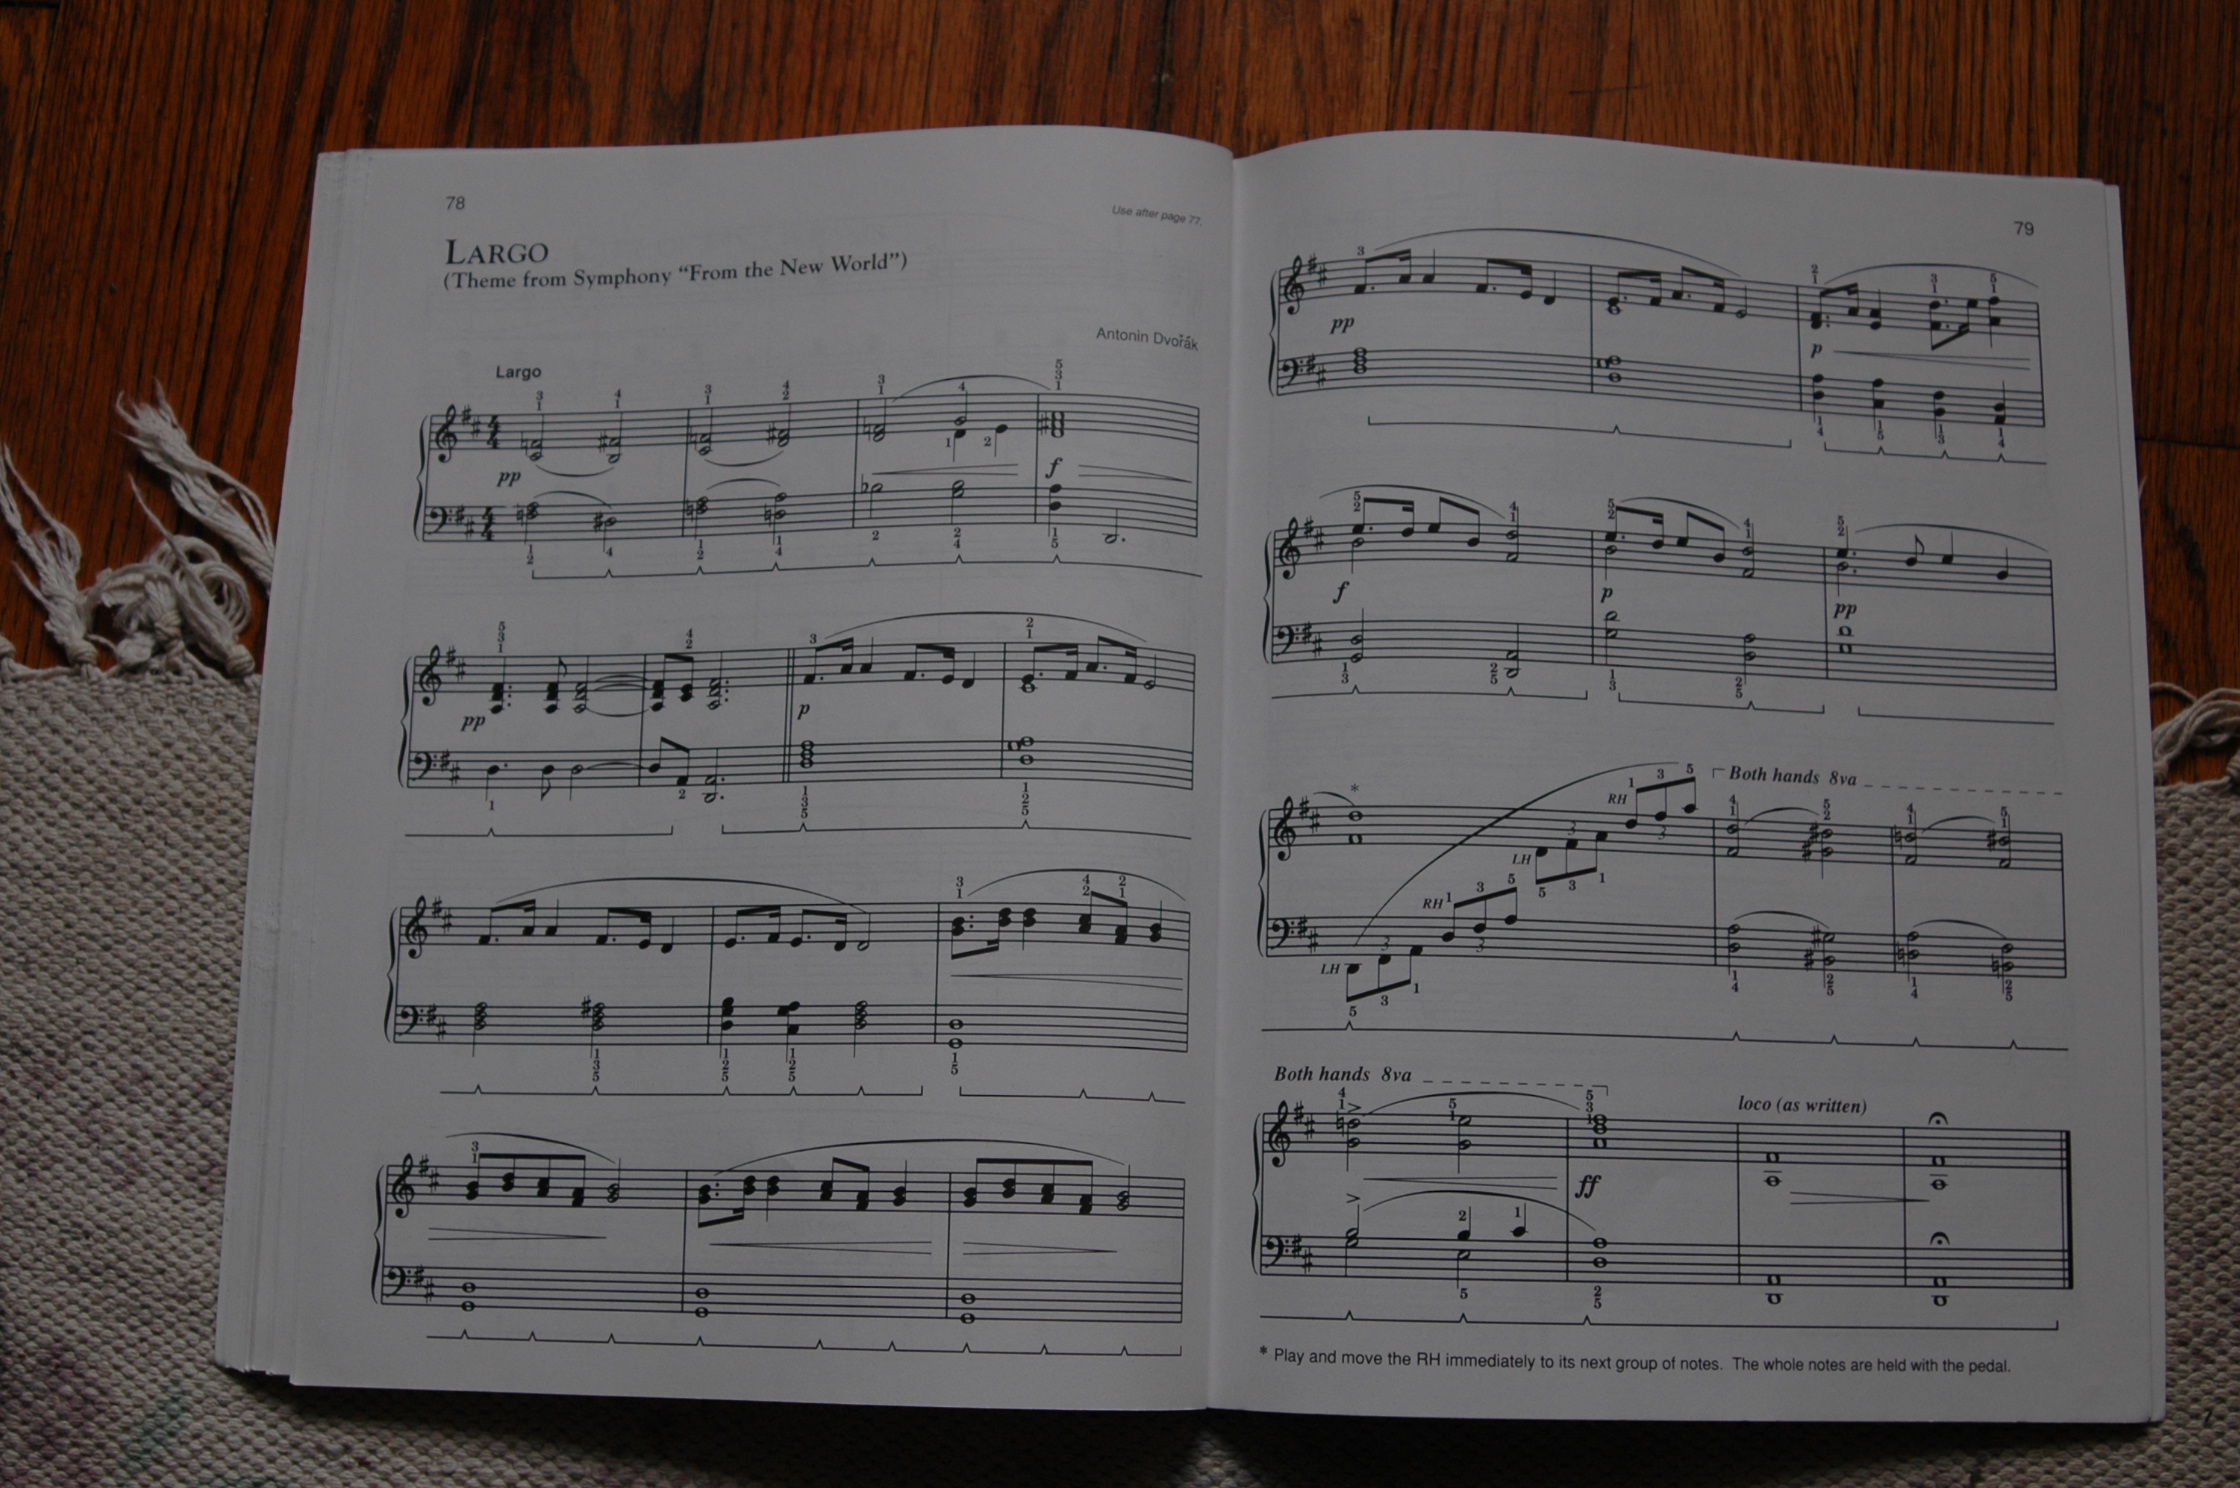 78
Use after page 77.
LARGO
(Theme from Symphony “From the New World”)
Antonin Dvořák
Largo
pp
f
pp
p
79
pp
p
f
p
pp
*
RH
Both hands 8va
LH
RH
LH
Both hands 8va
loco (as written)
ff
* Play and move the RH immediately to its next group of notes. The whole notes are held with the pedal.